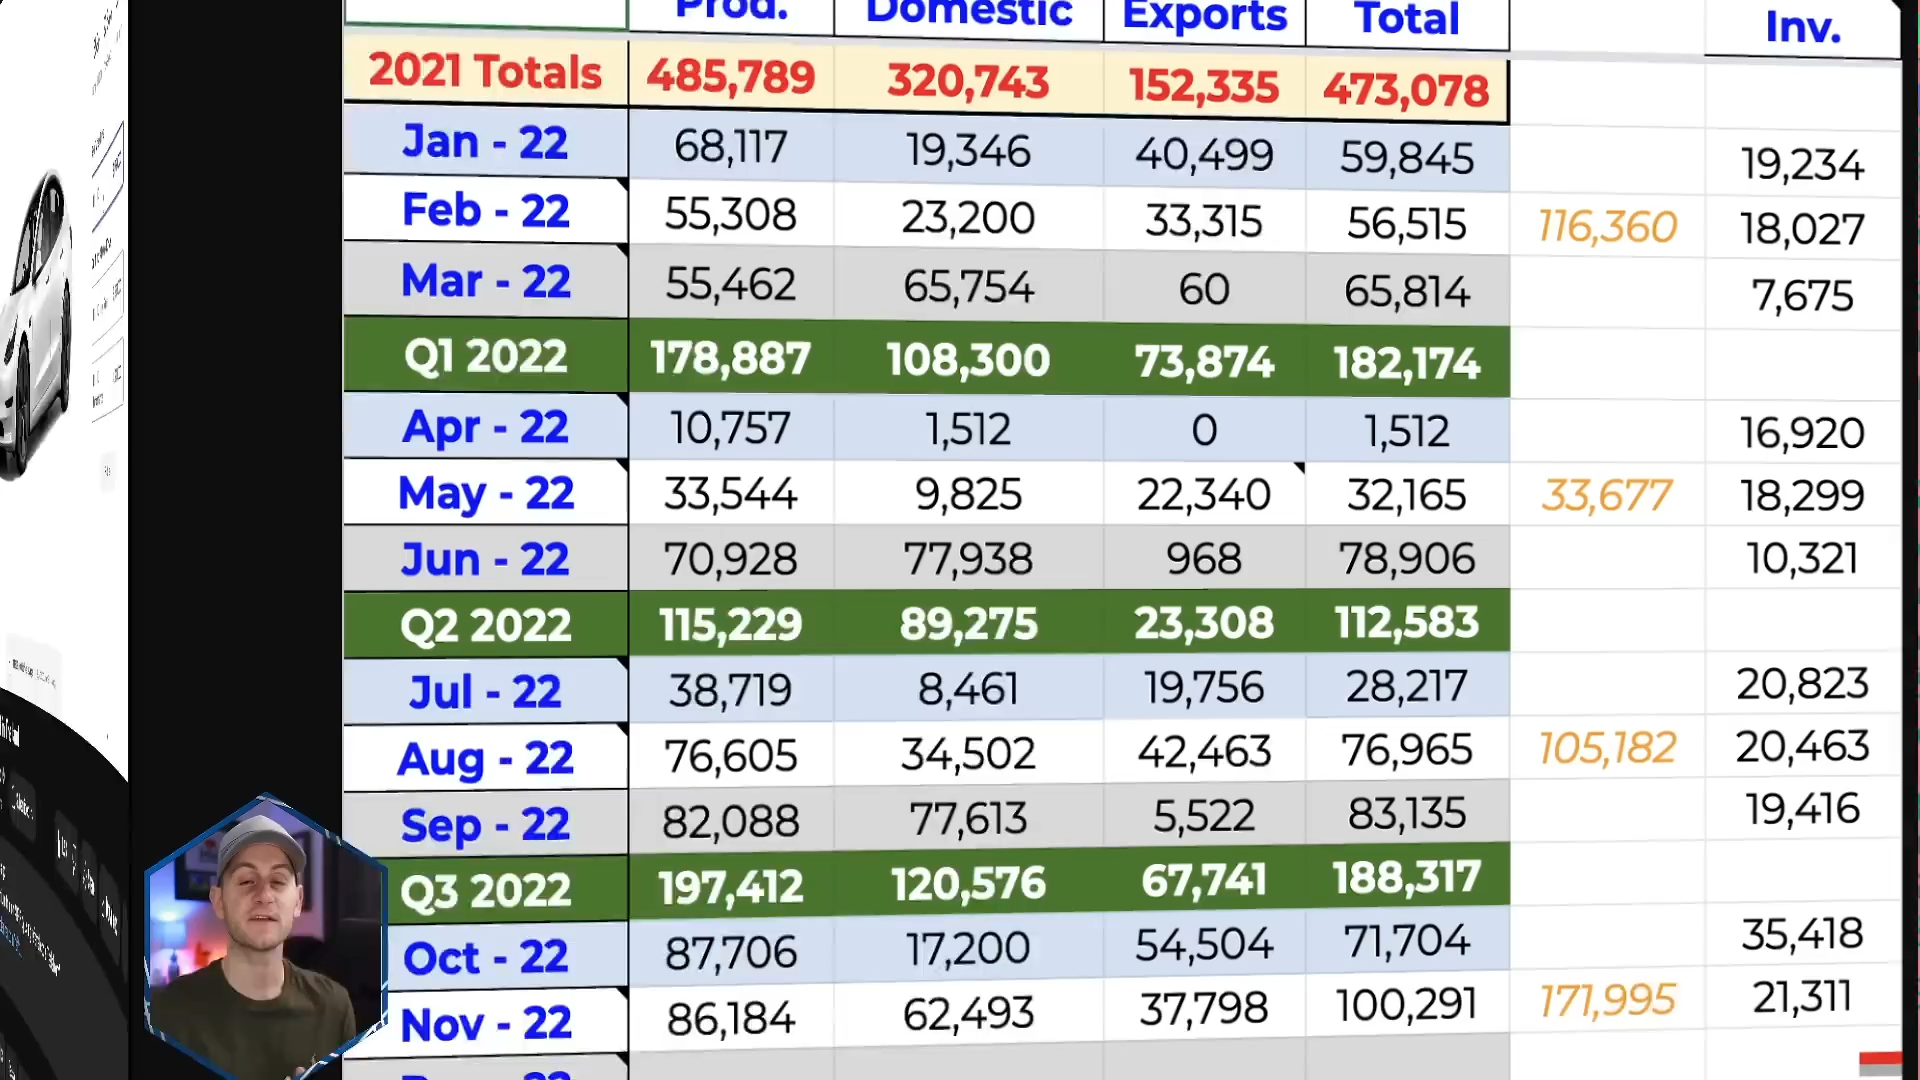 Prod. Domestic Exports Total Inv.
2021 Totals 485,789 320,743 152,335 473,078
Jan - 22 68,117 19,346 40,499 59,845 19,234
Feb - 22 55,308 23,200 33,315 56,515 116,360 18,027
Mar - 22 55,462 65,754 60 65,814 7,675
Q1 2022 178,887 108,300 73,874 182,174
Apr - 22 10,757 1,512 0 1,512 16,920
May - 22 33,544 9,825 22,340 32,165 33,677 18,299
Jun - 22 70,928 77,938 968 78,906 10,321
Q2 2022 115,229 89,275 23,308 112,583
Jul - 22 38,719 8,461 19,756 28,217 20,823
Aug - 22 76,605 34,502 42,463 76,965 105,182 20,463
Sep - 22 82,088 77,613 5,522 83,135 19,416
Q3 2022 197,412 120,576 67,741 188,317
Oct - 22 87,706 17,200 54,504 71,704 35,418
Nov - 22 86,184 62,493 37,798 100,291 171,995 21,311